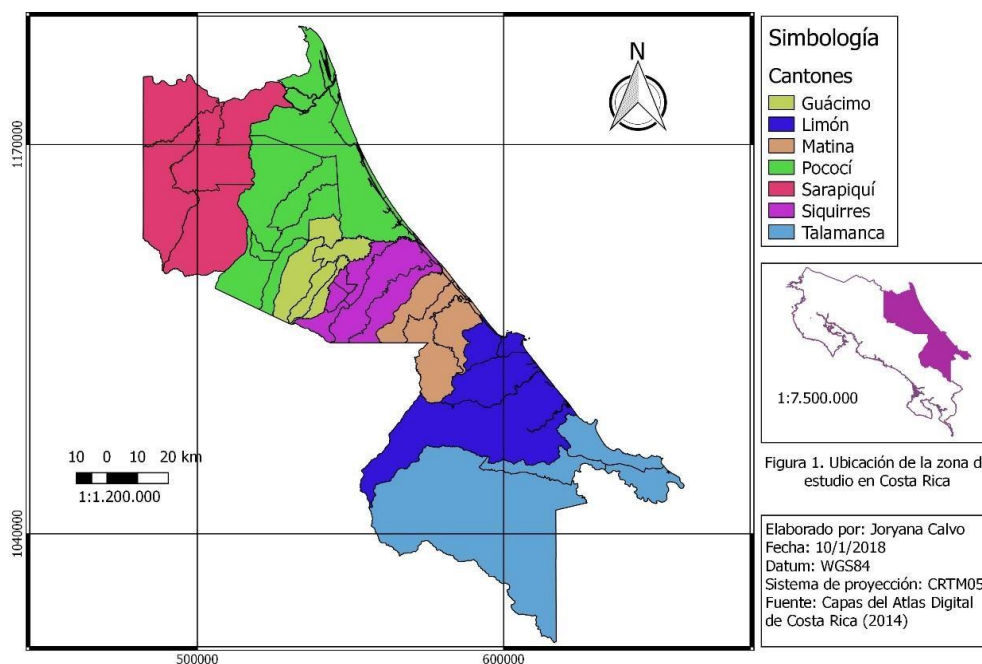 N
1170000
1040000
500000
600000
10 0 10 20 km
1:1.200.000
Simbología
Cantones
Guácimo
Limón
Matina
Pococí
Sarapiquí
Siquirres
Talamanca
1:7.500.000
Figura 1. Ubicación de la zona d
estudio en Costa Rica
Elaborado por: Joryana Calvo
Fecha: 10/1/2018
Datum: WGS84
Sistema de proyección: CRTM05
Fuente: Capas del Atlas Digital
de Costa Rica (2014)